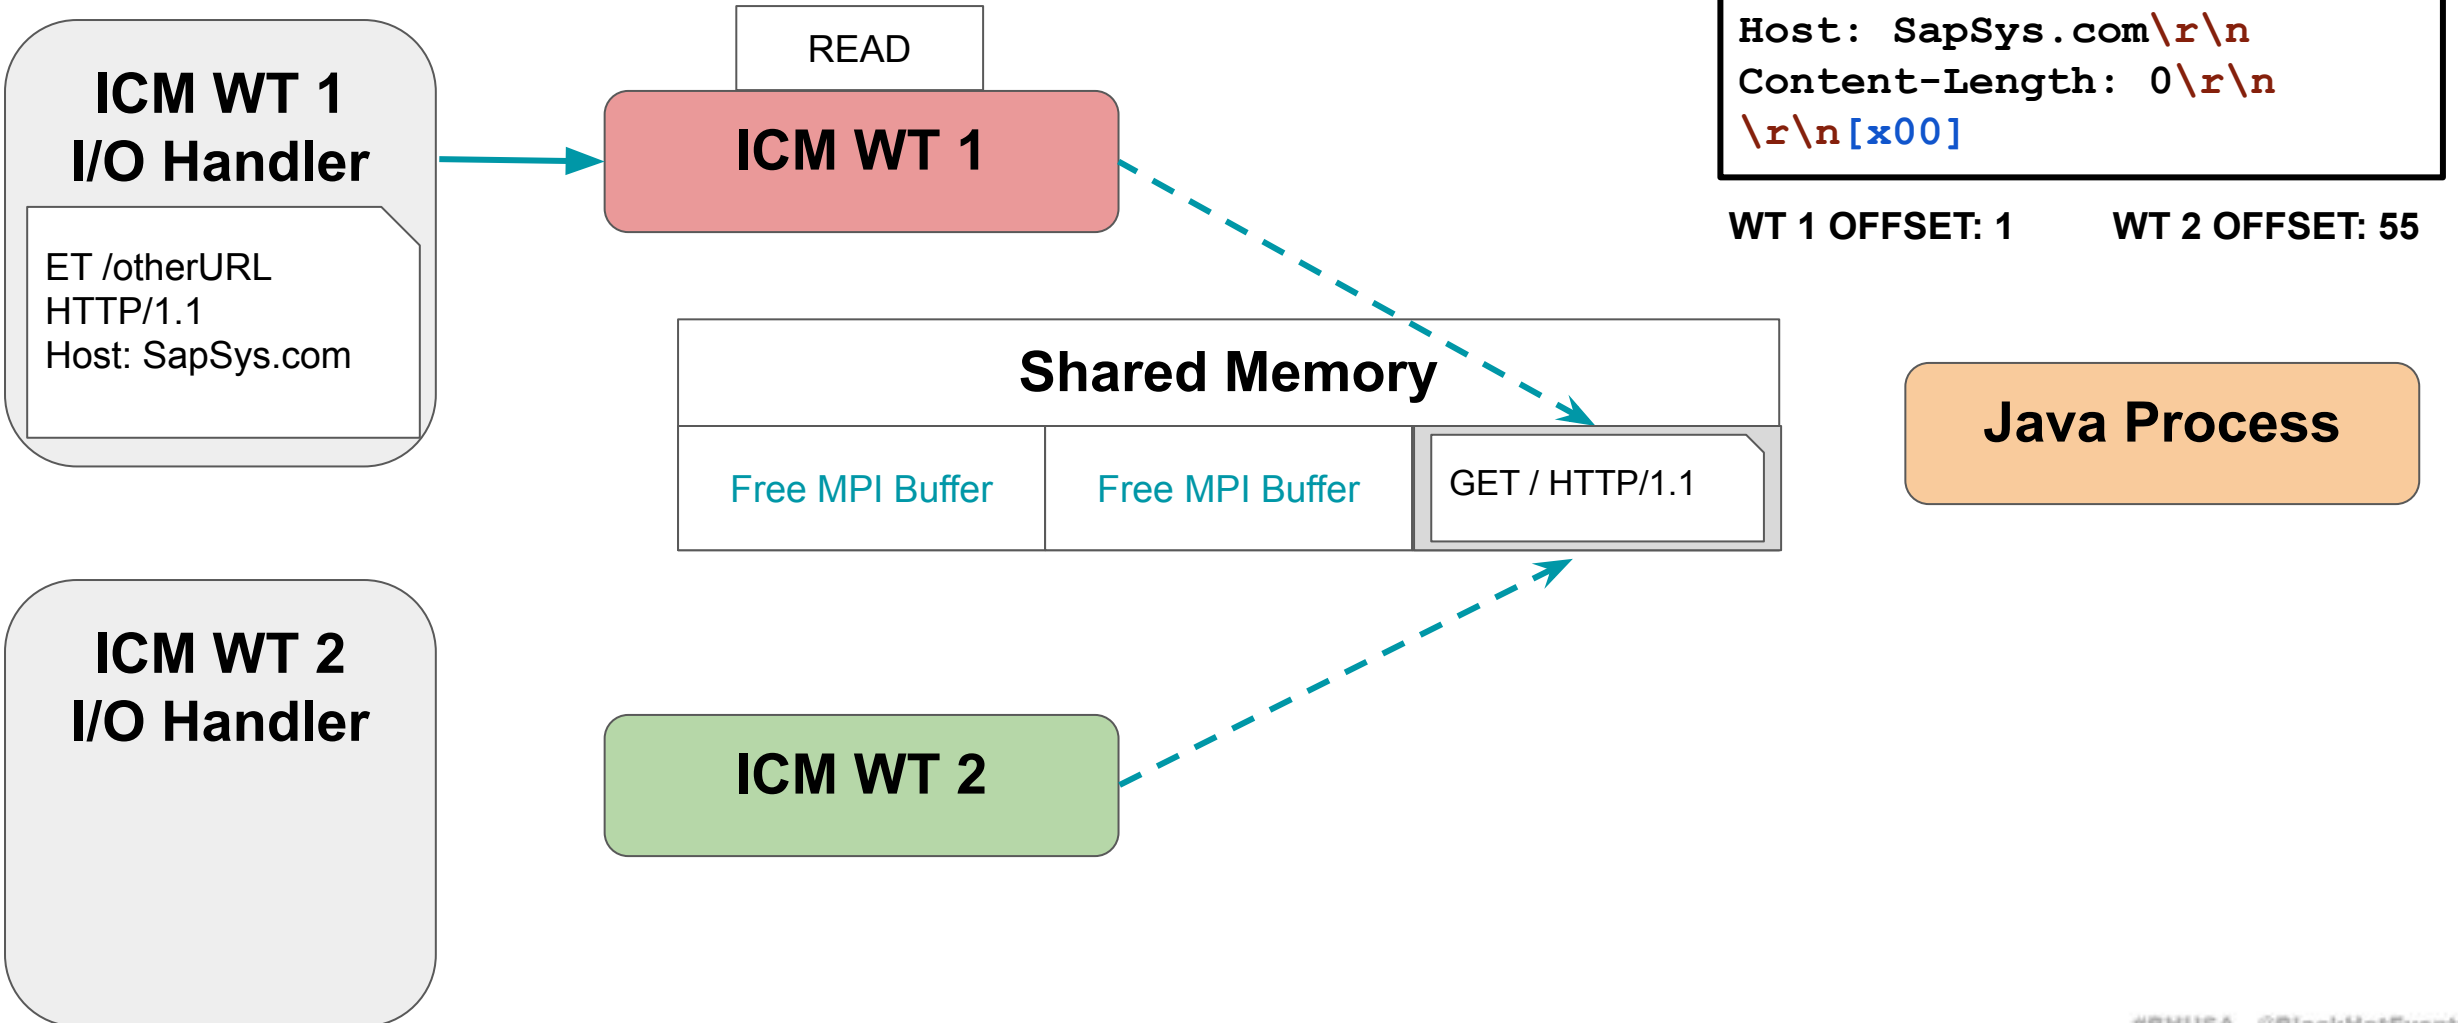 READ
Host: SapSys.com\r\n
Content-Length: 0\r\n
\r\n[x00]
ICM WT 1
I/O Handler
ICM WT 1
WT 1 OFFSET: 1
WT 2 OFFSET: 55
ET /otherURL
HTTP/1.1
Host: SapSys.com
Shared Memory
Free MPI Buffer
Free MPI Buffer
GET / HTTP/1.1
Java Process
ICM WT 2
I/O Handler
ICM WT 2